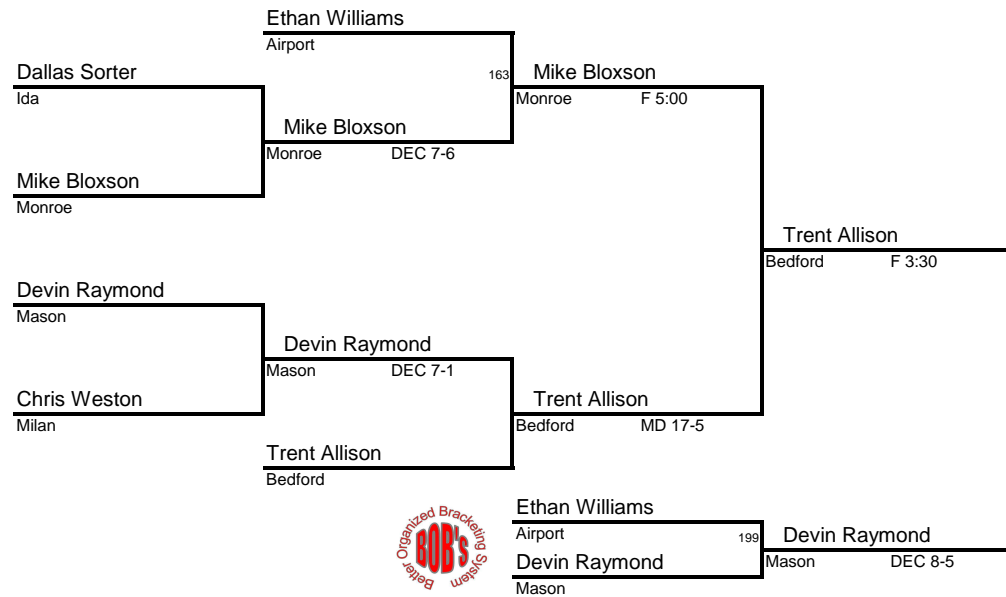 Ethan Williams
Airport
Dallas Sorter
163
Mike Bloxson
Ida
Monroe F 5:00
Mike Bloxson
Monroe DEC 7-6
Mike Bloxson
Monroe
Trent Allison
Bedford F 3:30
Devin Raymond
Mason
Devin Raymond
Mason DEC 7-1
Chris Weston
Milan
Trent Allison
Bedford MD 17-5
Trent Allison
Bedford
Ethan Williams
Airport
199
Devin Raymond
Mason DEC 8-5
Devin Raymond
Mason
Better Organized Bracketing System
BOB's